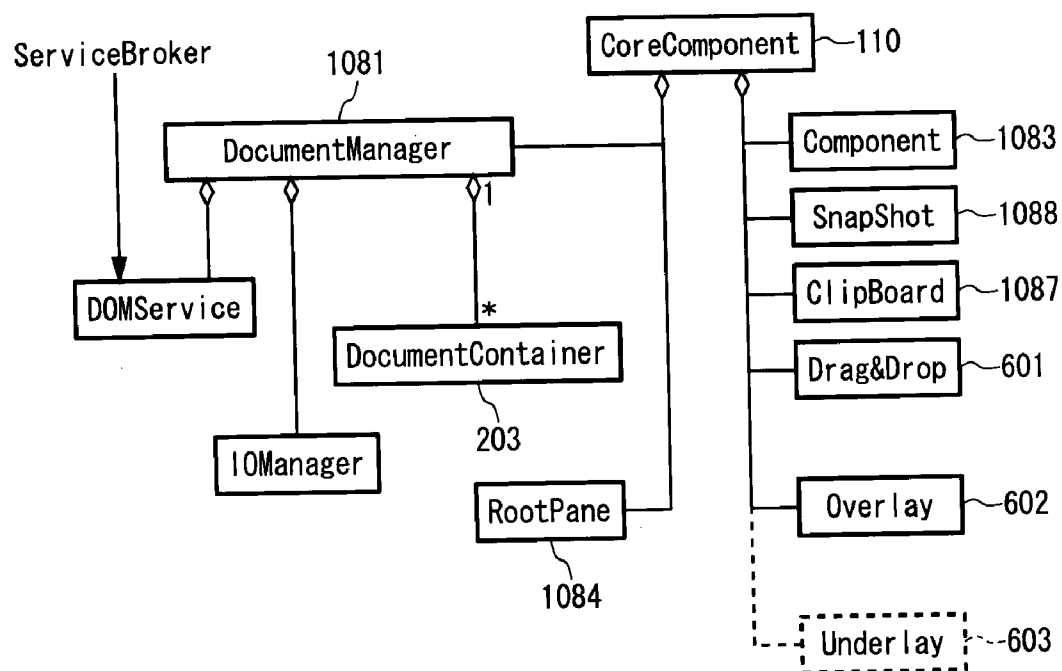 CoreComponent
110
ServiceBroker
1081
DocumentManager
Component
1083
1
SnapShot
1088
DOMService
ClipBoard
1087
*
DocumentContainer
Drag&Drop
601
203
IOManager
RootPane
Overlay
602
1084
Underlay
603